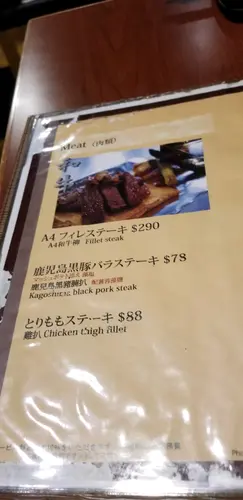 Meat (肉類)
A4 フィレステーキ $290
A4和牛柳 Fillet steak
鹿児島黒豚バラステーキ $78
鹿兒島黑豬腩扒
Kagoshima black pork steak
とりももステーキ $88
雞扒 Chicken thigh fillet